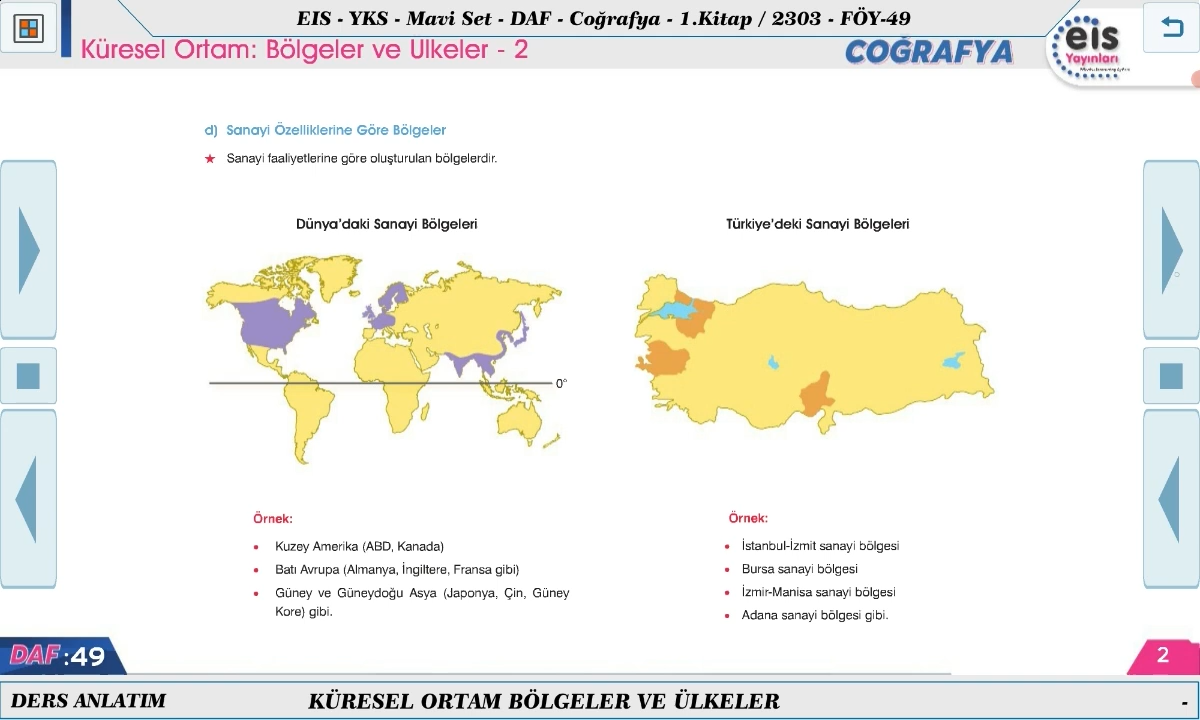 EIS - YKS - Mavi Set - DAF - Coğrafya - 1.Kitap / 2303 - FÖY-49
Küresel Ortam: Bölgeler ve Ülkeler - 2
COĞRAFYA
eis
Yayınları
d) Sanayi Özelliklerine Göre Bölgeler
★ Sanayi faaliyetlerine göre oluşturulan bölgelerdir.
Dünya'daki Sanayi Bölgeleri
Türkiye'deki Sanayi Bölgeleri
0°
Örnek:
• Kuzey Amerika (ABD, Kanada)
• Batı Avrupa (Almanya, İngiltere, Fransa gibi)
• Güney ve Güneydoğu Asya (Japonya, Çin, Güney
Kore) gibi.
Örnek:
• İstanbul-İzmit sanayi bölgesi
• Bursa sanayi bölgesi
• İzmir-Manisa sanayi bölgesi
• Adana sanayi bölgesi gibi.
DAF :49
2
DERS ANLATIM
KÜRESEL ORTAM BÖLGELER VE ÜLKELER
-